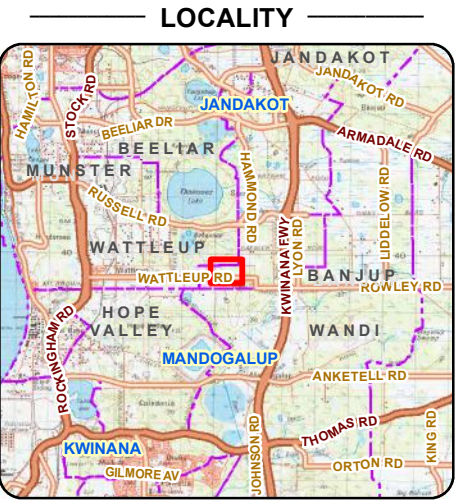 LOCALITY
JANDAKOT
HAMILTON RD
STOCK RD
JANDAKOT RD
JANDAKOT
BEELIAR DR
ARMADALE RD
BEELIAR
HAMMOND RD
MUNSTER
LIDDELOW RD
RUSSELL RD
KWINANA FWY
LYON RD
WATTLEUP
WATTLEUP RD
BANJUP
ROWLEY RD
HOPE
VALLEY
WANDI
ROCKINGHAM RD
MANDOGALUP
ANKETELL RD
JOHNSON RD
THOMAS RD
KING RD
KWINANA
GILMORE AV
ORTON RD